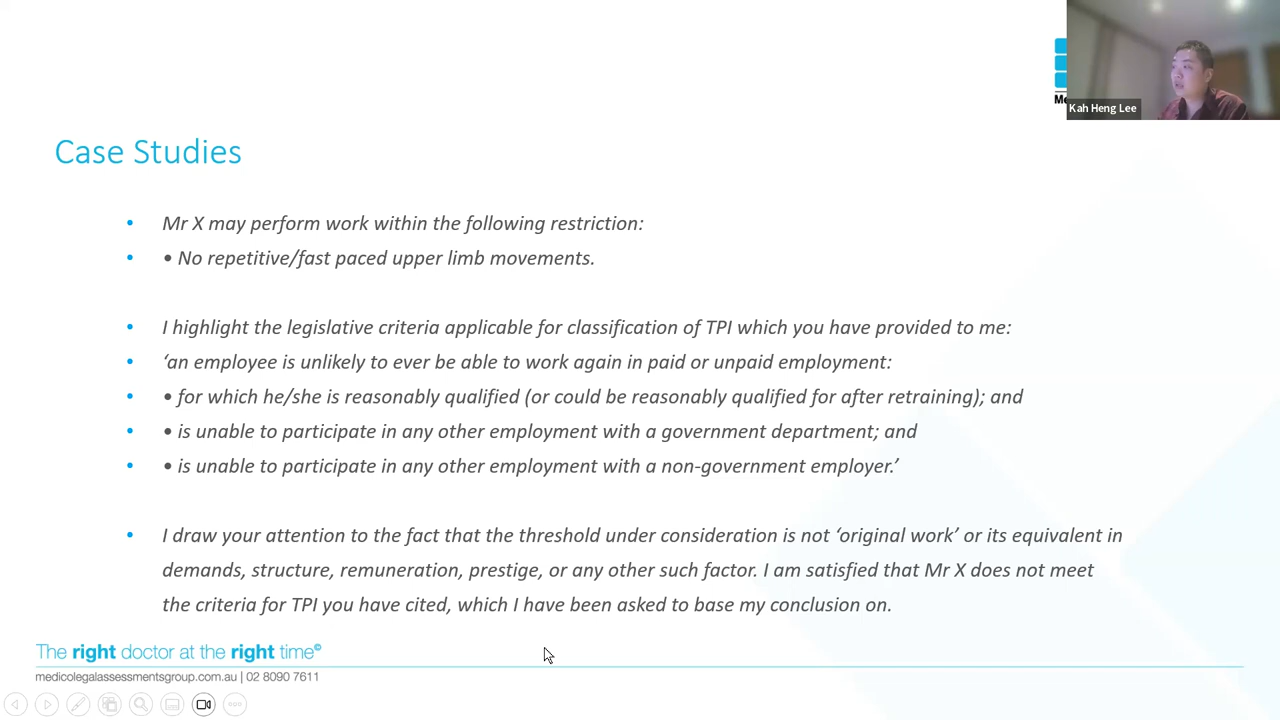 Me
Kah Heng Lee
Case Studies
• Mr X may perform work within the following restriction:
• • No repetitive/fast paced upper limb movements.
• I highlight the legislative criteria applicable for classification of TPI which you have provided to me:
• ‘an employee is unlikely to ever be able to work again in paid or unpaid employment:
• • for which he/she is reasonably qualified (or could be reasonably qualified for after retraining); and
• • is unable to participate in any other employment with a government department; and
• • is unable to participate in any other employment with a non-government employer.’
• I draw your attention to the fact that the threshold under consideration is not ‘original work’ or its equivalent in
demands, structure, remuneration, prestige, or any other such factor. I am satisfied that Mr X does not meet
the criteria for TPI you have cited, which I have been asked to base my conclusion on.
The right doctor at the right time©
medicolegalassessmentsgroup.com.au | 02 8090 7611